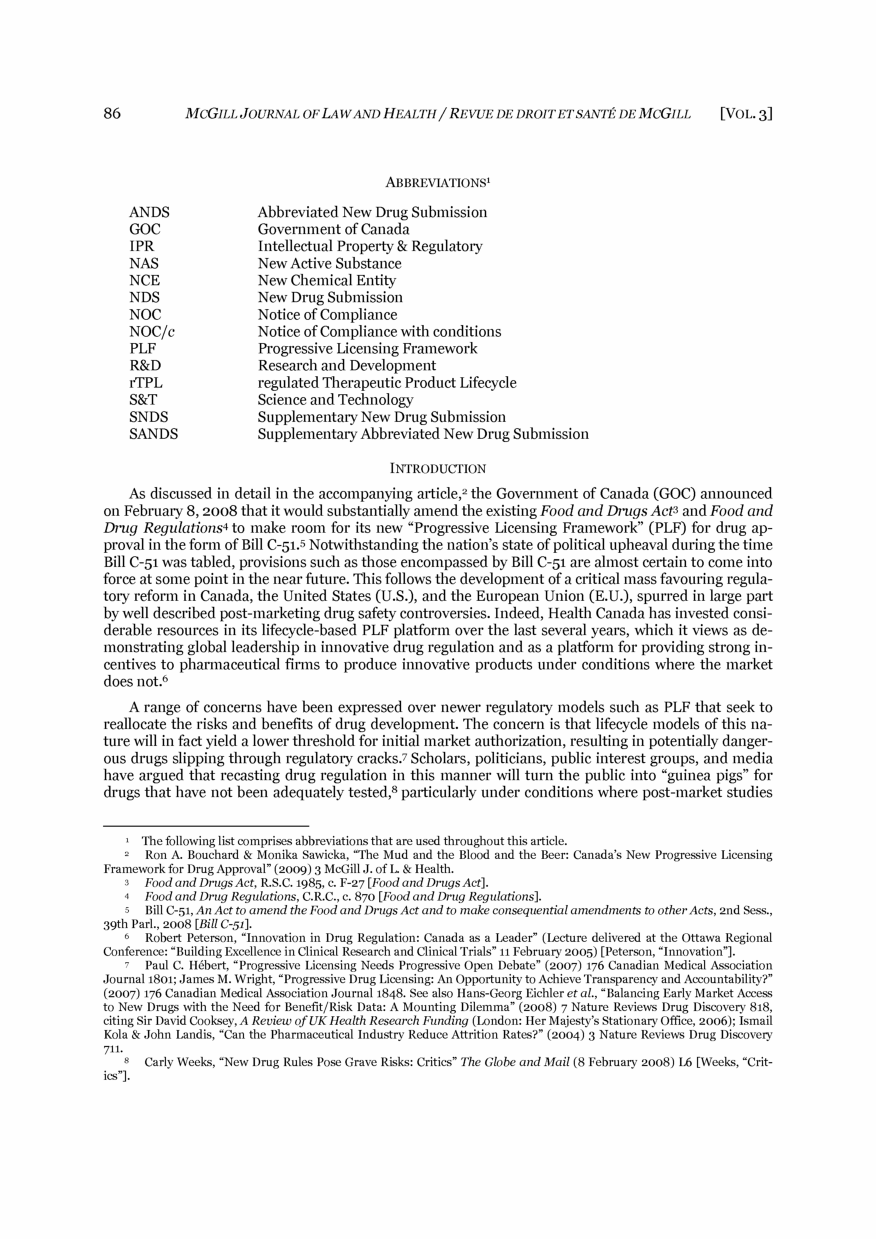 86 MCGILL JOURNAL OF LAW AND HEALTH / REVUE DE DROIT ET SANTÉ DE MCGILL [VOL. 3]
ABBREVIATIONS¹
ANDS Abbreviated New Drug Submission
GOC Government of Canada
IPR Intellectual Property & Regulatory
NAS New Active Substance
NCE New Chemical Entity
NDS New Drug Submission
NOC Notice of Compliance
NOC/c Notice of Compliance with conditions
PLF Progressive Licensing Framework
R&D Research and Development
rTPL regulated Therapeutic Product Lifecycle
S&T Science and Technology
SNDS Supplementary New Drug Submission
SANDS Supplementary Abbreviated New Drug Submission
INTRODUCTION
As discussed in detail in the accompanying article,² the Government of Canada (GOC) announced
on February 8, 2008 that it would substantially amend the existing Food and Drugs Act³ and Food and
Drug Regulations⁴ to make room for its new “Progressive Licensing Framework” (PLF) for drug ap-
proval in the form of Bill C-51.⁵ Notwithstanding the nation’s state of political upheaval during the time
Bill C-51 was tabled, provisions such as those encompassed by Bill C-51 are almost certain to come into
force at some point in the near future. This follows the development of a critical mass favouring regula-
tory reform in Canada, the United States (U.S.), and the European Union (E.U.), spurred in large part
by well described post-marketing drug safety controversies. Indeed, Health Canada has invested consi-
derable resources in its lifecycle-based PLF platform over the last several years, which it views as de-
monstrating global leadership in innovative drug regulation and as a platform for providing strong in-
centives to pharmaceutical firms to produce innovative products under conditions where the market
does not.⁶
A range of concerns have been expressed over newer regulatory models such as PLF that seek to
reallocate the risks and benefits of drug development. The concern is that lifecycle models of this na-
ture will in fact yield a lower threshold for initial market authorization, resulting in potentially danger-
ous drugs slipping through regulatory cracks.⁷ Scholars, politicians, public interest groups, and media
have argued that recasting drug regulation in this manner will turn the public into “guinea pigs” for
drugs that have not been adequately tested,⁸ particularly under conditions where post-market studies
¹ The following list comprises abbreviations that are used throughout this article.
² Ron A. Bouchard & Monika Sawicka, “The Mud and the Blood and the Beer: Canada’s New Progressive Licensing
Framework for Drug Approval” (2009) 3 McGill J. of L. & Health.
³ Food and Drugs Act, R.S.C. 1985, c. F-27 [Food and Drugs Act].
⁴ Food and Drug Regulations, C.R.C., c. 870 [Food and Drug Regulations].
⁵ Bill C-51, An Act to amend the Food and Drugs Act and to make consequential amendments to other Acts, 2nd Sess.,
39th Parl., 2008 [Bill C-51].
⁶ Robert Peterson, “Innovation in Drug Regulation: Canada as a Leader” (Lecture delivered at the Ottawa Regional
Conference: “Building Excellence in Clinical Research and Clinical Trials” 11 February 2005) [Peterson, “Innovation”].
⁷ Paul C. Hébert, “Progressive Licensing Needs Progressive Open Debate” (2007) 176 Canadian Medical Association
Journal 1801; James M. Wright, “Progressive Drug Licensing: An Opportunity to Achieve Transparency and Accountability?”
(2007) 176 Canadian Medical Association Journal 1848. See also Hans-Georg Eichler et al., “Balancing Early Market Access
to New Drugs with the Need for Benefit/Risk Data: A Mounting Dilemma” (2008) 7 Nature Reviews Drug Discovery 818,
citing Sir David Cooksey, A Review of UK Health Research Funding (London: Her Majesty’s Stationary Office, 2006); Ismail
Kola & John Landis, “Can the Pharmaceutical Industry Reduce Attrition Rates?” (2004) 3 Nature Reviews Drug Discovery
711.
⁸ Carly Weeks, “New Drug Rules Pose Grave Risks: Critics” The Globe and Mail (8 February 2008) L6 [Weeks, “Crit-
ics”].